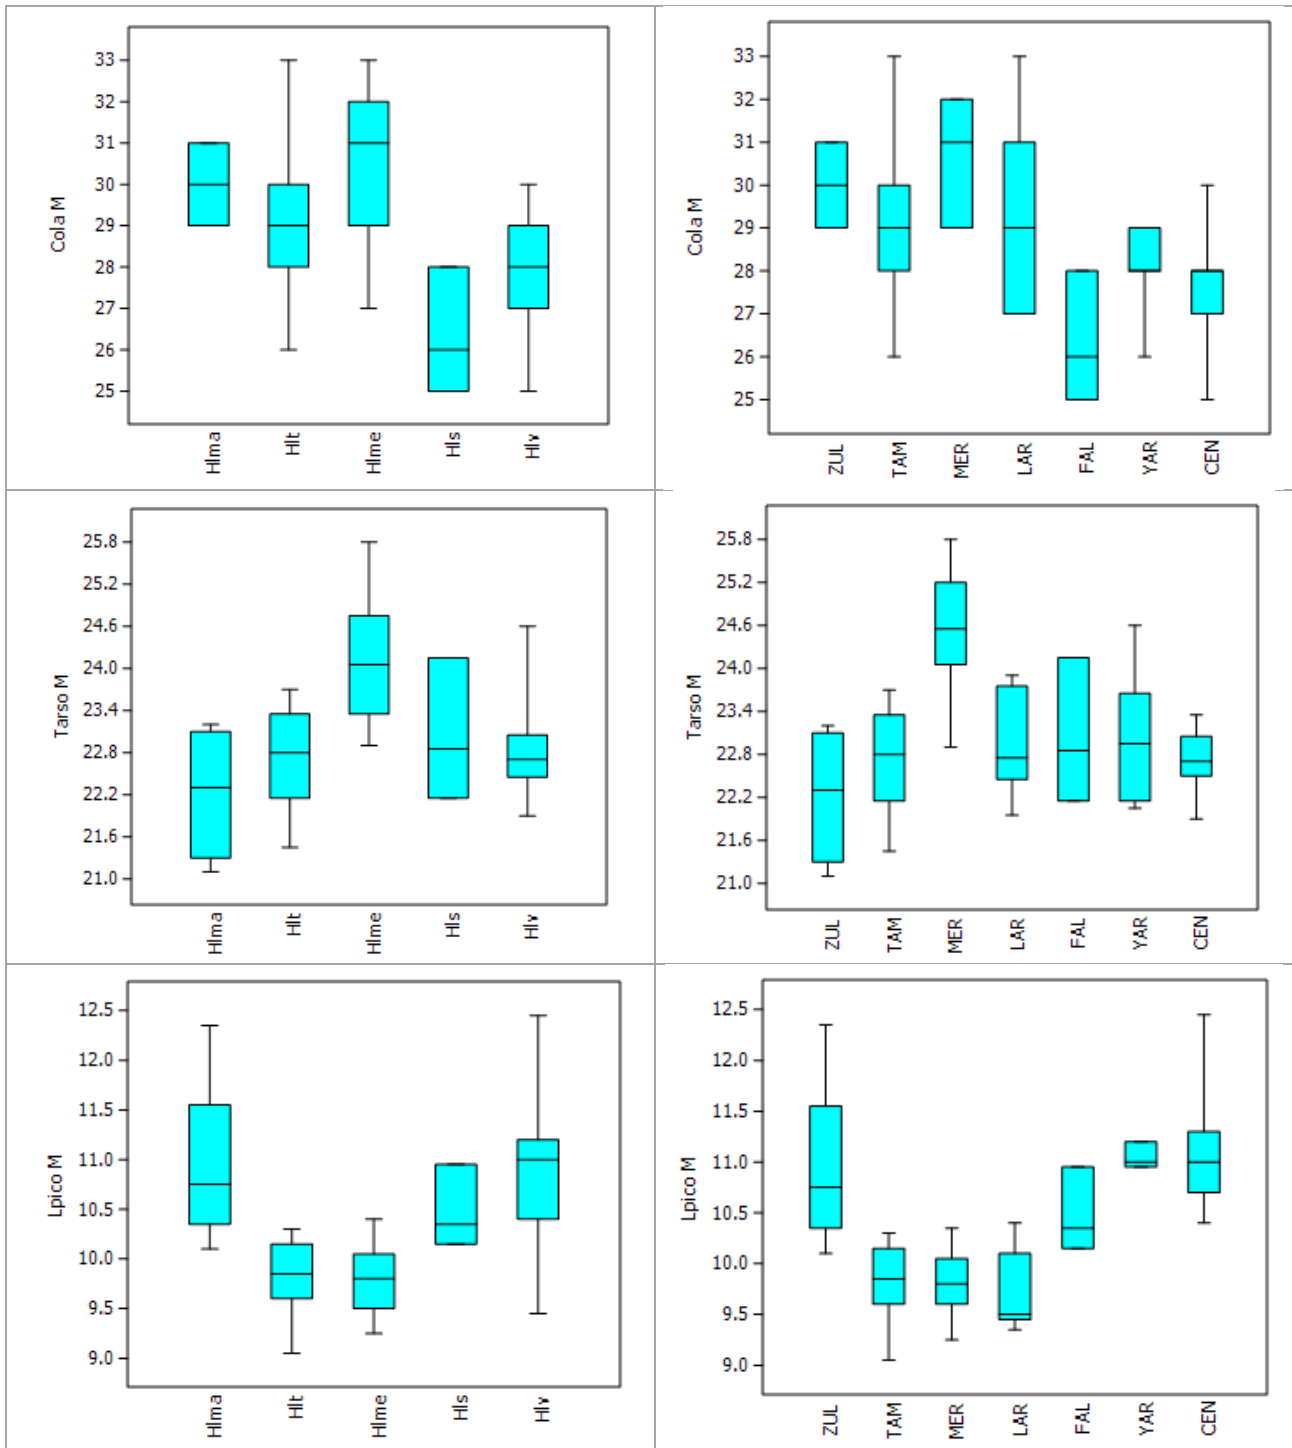 Cola M
33
32
31
30
29
28
27
26
25
Hlma
Hlt
Hlme
Hls
Hlv
Cola M
33
32
31
30
29
28
27
26
25
ZUL
TAM
MER
LAR
FAL
YAR
CEN
Tarso M
25.8
25.2
24.6
24.0
23.4
22.8
22.2
21.6
21.0
Hlma
Hlt
Hlme
Hls
Hlv
Tarso M
25.8
25.2
24.6
24.0
23.4
22.8
22.2
21.6
21.0
ZUL
TAM
MER
LAR
FAL
YAR
CEN
Lpico M
12.5
12.0
11.5
11.0
10.5
10.0
9.5
9.0
Hlma
Hlt
Hlme
Hls
Hlv
Lpico M
12.5
12.0
11.5
11.0
10.5
10.0
9.5
9.0
ZUL
TAM
MER
LAR
FAL
YAR
CEN